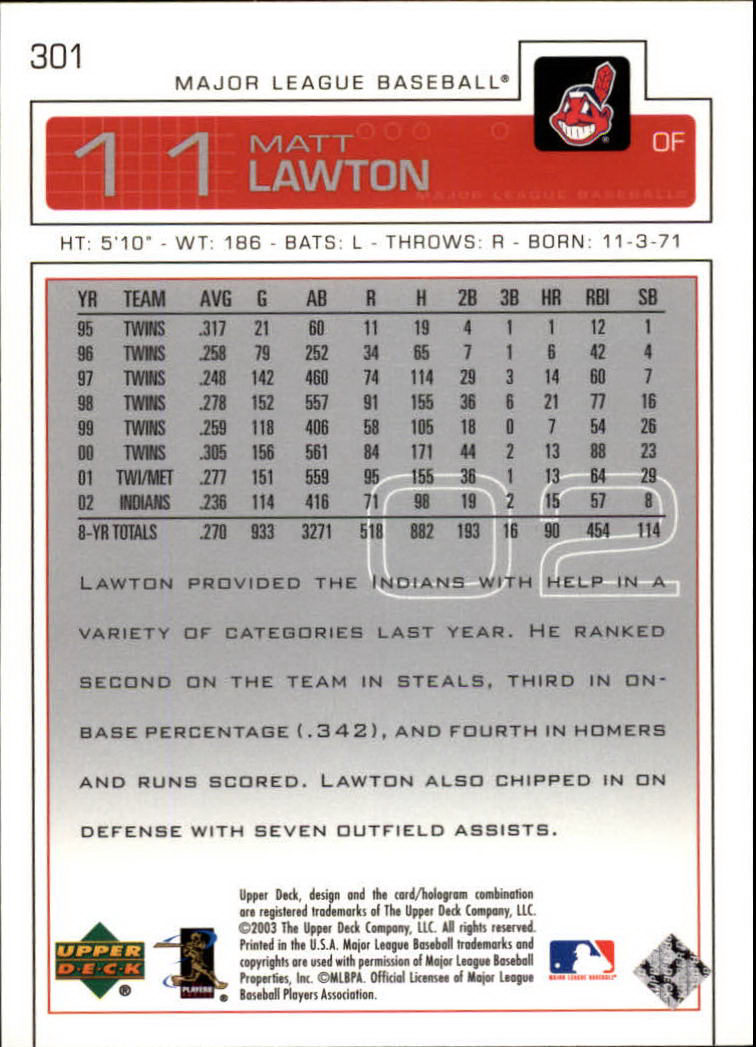 301
MAJOR LEAGUE BASEBALL®
11 MATT LAWTON OF
MAJOR LEAGUE BASEBALL
HT: 5'10" - WT: 186 - BATS: L - THROWS: R - BORN: 11-3-71
YR TEAM AVG G AB R H 2B 3B HR RBI SB
95 TWINS .317 21 60 11 19 4 1 1 12 1
96 TWINS .258 79 252 34 65 7 1 6 42 4
97 TWINS .248 142 460 74 114 29 3 14 60 7
98 TWINS .278 152 557 91 155 36 6 21 77 16
99 TWINS .259 118 406 58 105 18 0 7 54 26
00 TWINS .305 156 561 84 171 44 2 13 88 23
01 TWI/MET .277 151 559 95 155 36 1 13 64 29
02 INDIANS .236 114 416 71 98 19 2 15 57 8
8-YR TOTALS .270 933 3271 518 882 193 16 90 454 114
02
LAWTON PROVIDED THE INDIANS WITH HELP IN A
VARIETY OF CATEGORIES LAST YEAR. HE RANKED
SECOND ON THE TEAM IN STEALS, THIRD IN ON-
BASE PERCENTAGE (.342), AND FOURTH IN HOMERS
AND RUNS SCORED. LAWTON ALSO CHIPPED IN ON
DEFENSE WITH SEVEN OUTFIELD ASSISTS.
UPPER
DECK®
PLAYERS
®
Upper Deck, design and the card/hologram combination
are registered trademarks of The Upper Deck Company, LLC.
©2003 The Upper Deck Company, LLC. All rights reserved.
Printed in the U.S.A. Major League Baseball trademarks and
copyrights are used with permission of Major League Baseball
Properties, Inc. ©MLBPA. Official Licensee of Major League
Baseball Players Association.
MAJOR LEAGUE BASEBALL